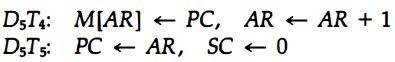 D₅T₄: M[AR] ← PC, AR ← AR + 1
D₅T₅: PC ← AR, SC ← 0